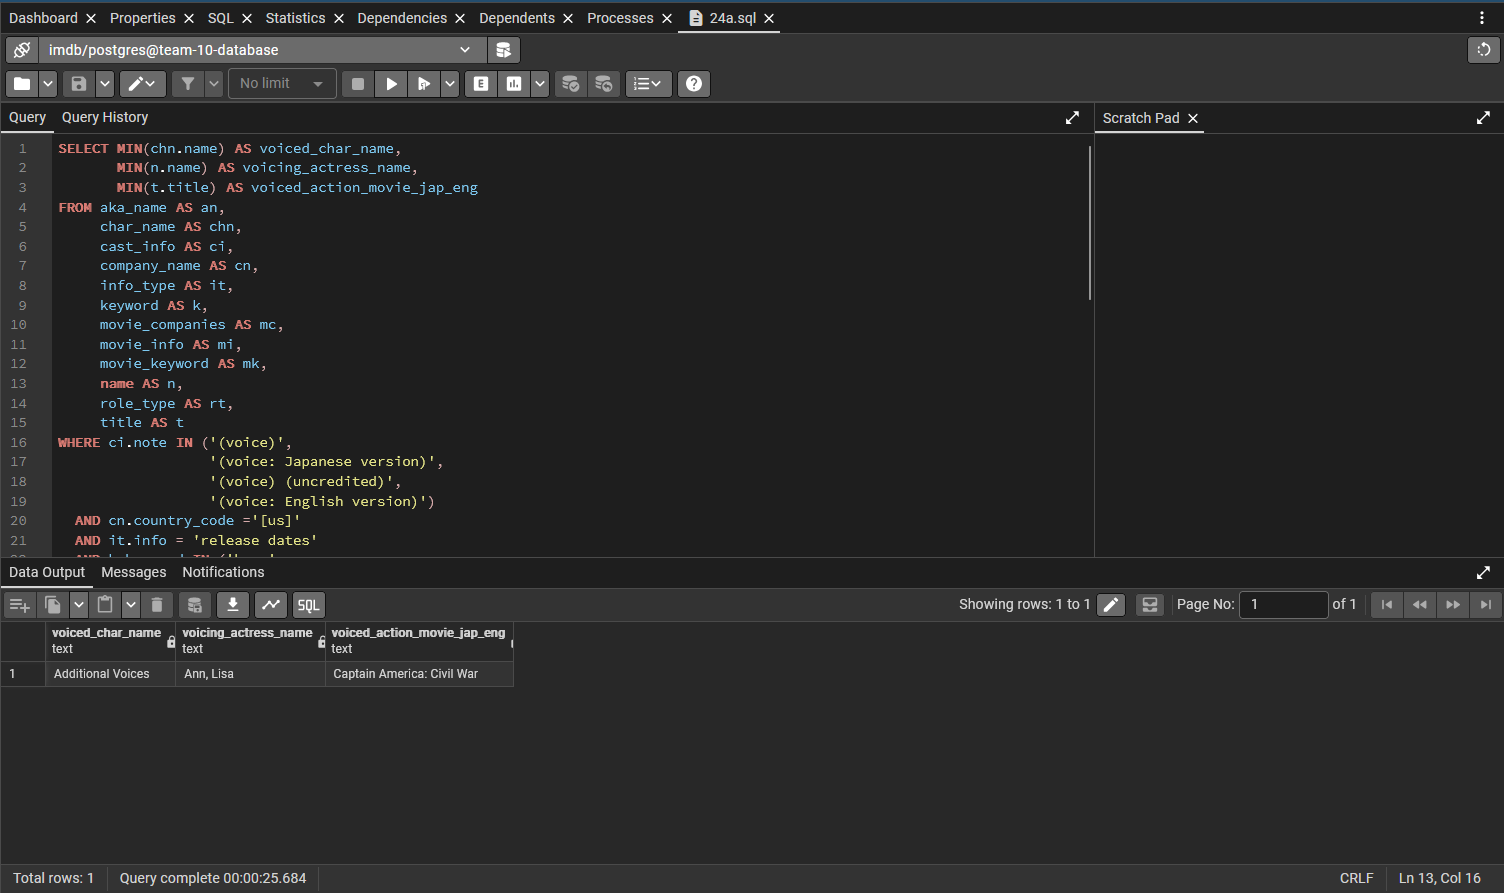 Dashboard Properties SQL Statistics Dependencies Dependents Processes 24a.sql
imdb/postgres@team-10-database
No limit
E
Query Query History
Scratch Pad
1 SELECT MIN(chn.name) AS voiced_char_name,
2 MIN(n.name) AS voicing_actress_name,
3 MIN(t.title) AS voiced_action_movie_jap_eng
4 FROM aka_name AS an,
5 char_name AS chn,
6 cast_info AS ci,
7 company_name AS cn,
8 info_type AS it,
9 keyword AS k,
10 movie_companies AS mc,
11 movie_info AS mi,
12 movie_keyword AS mk,
13 name AS n,
14 role_type AS rt,
15 title AS t
16 WHERE ci.note IN ('(voice)',
17 '(voice: Japanese version)',
18 '(voice) (uncredited)',
19 '(voice: English version)')
20 AND cn.country_code ='[us]'
21 AND it.info = 'release dates'
Data Output Messages Notifications
SQL
Showing rows: 1 to 1
Page No: 1 of 1
voiced_char_name voicing_actress_name voiced_action_movie_jap_eng
text text text
1 Additional Voices Ann, Lisa Captain America: Civil War
Total rows: 1 Query complete 00:00:25.684 CRLF Ln 13, Col 16